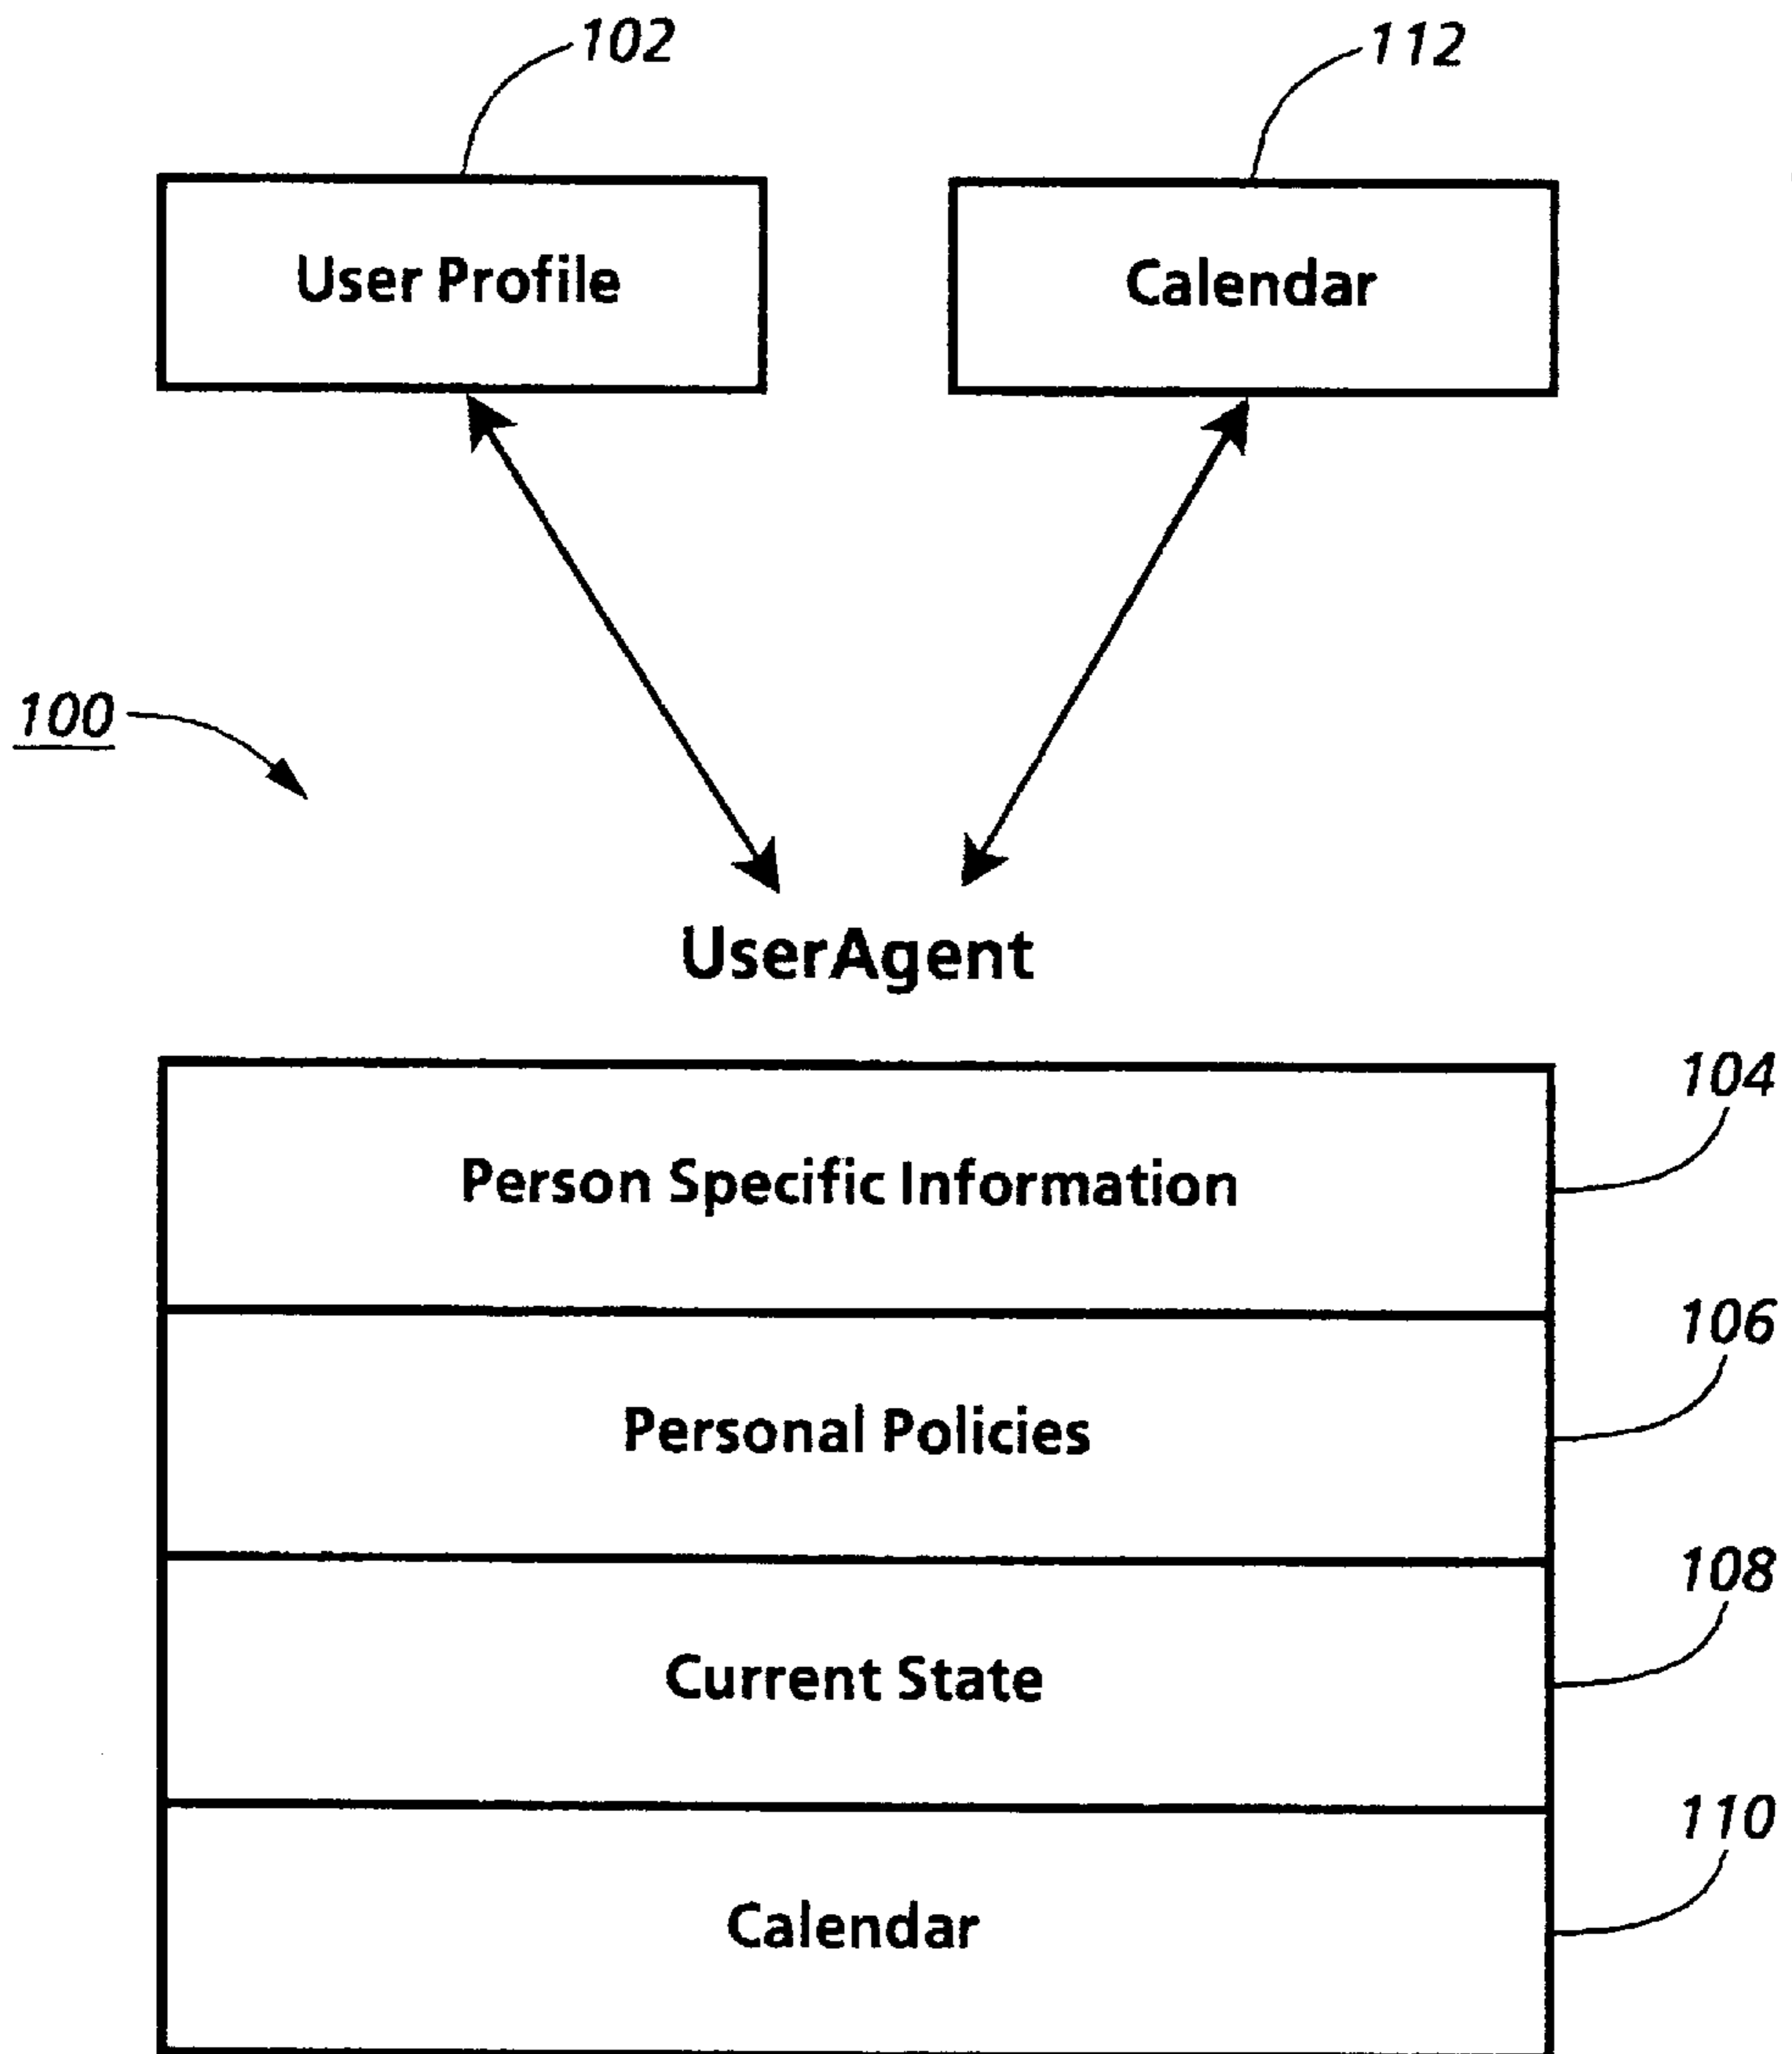 102
112
User Profile
Calendar
100
UserAgent
104
Person Specific Information
106
Personal Policies
108
Current State
110
Calendar